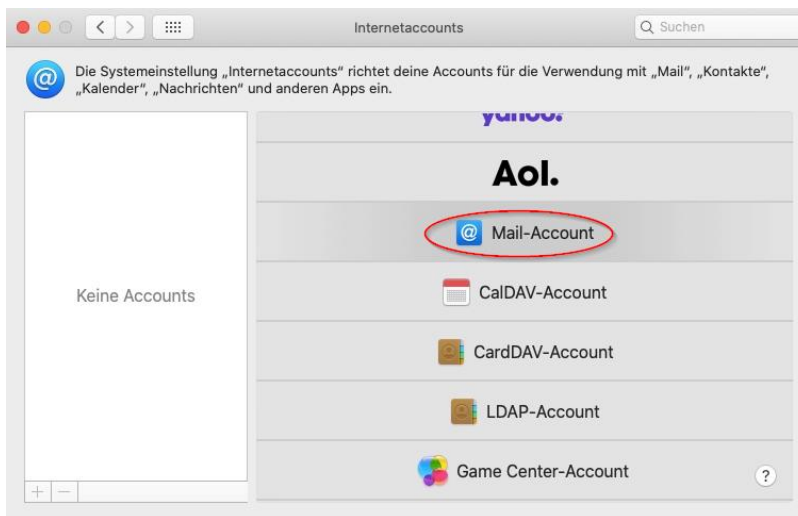 Internetaccounts
Suchen
Die Systemeinstellung „Internetaccounts“ richtet deine Accounts für die Verwendung mit „Mail“, „Kontakte“,
„Kalender“, „Nachrichten“ und anderen Apps ein.
yahoo!
Aol.
@ Mail-Account
Keine Accounts
CalDAV-Account
CardDAV-Account
LDAP-Account
Game Center-Account
?